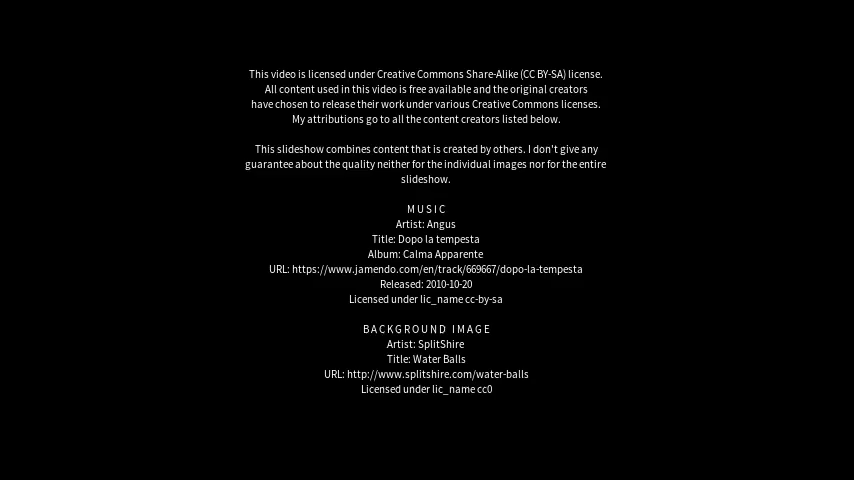 This video is licensed under Creative Commons Share-Alike (CC BY-SA) license.
All content used in this video is free available and the original creators
have chosen to release their work under various Creative Commons licenses.
My attributions go to all the content creators listed below.
This slideshow combines content that is created by others. I don't give any
guarantee about the quality neither for the individual images nor for the entire
slideshow.
MUSIC
Artist: Angus
Title: Dopo la tempesta
Album: Calma Apparente
URL: https://www.jamendo.com/en/track/669667/dopo-la-tempesta
Released: 2010-10-20
Licensed under lic_name cc-by-sa
BACKGROUND IMAGE
Artist: SplitShire
Title: Water Balls
URL: http://www.splitshire.com/water-balls
Licensed under lic_name cc0